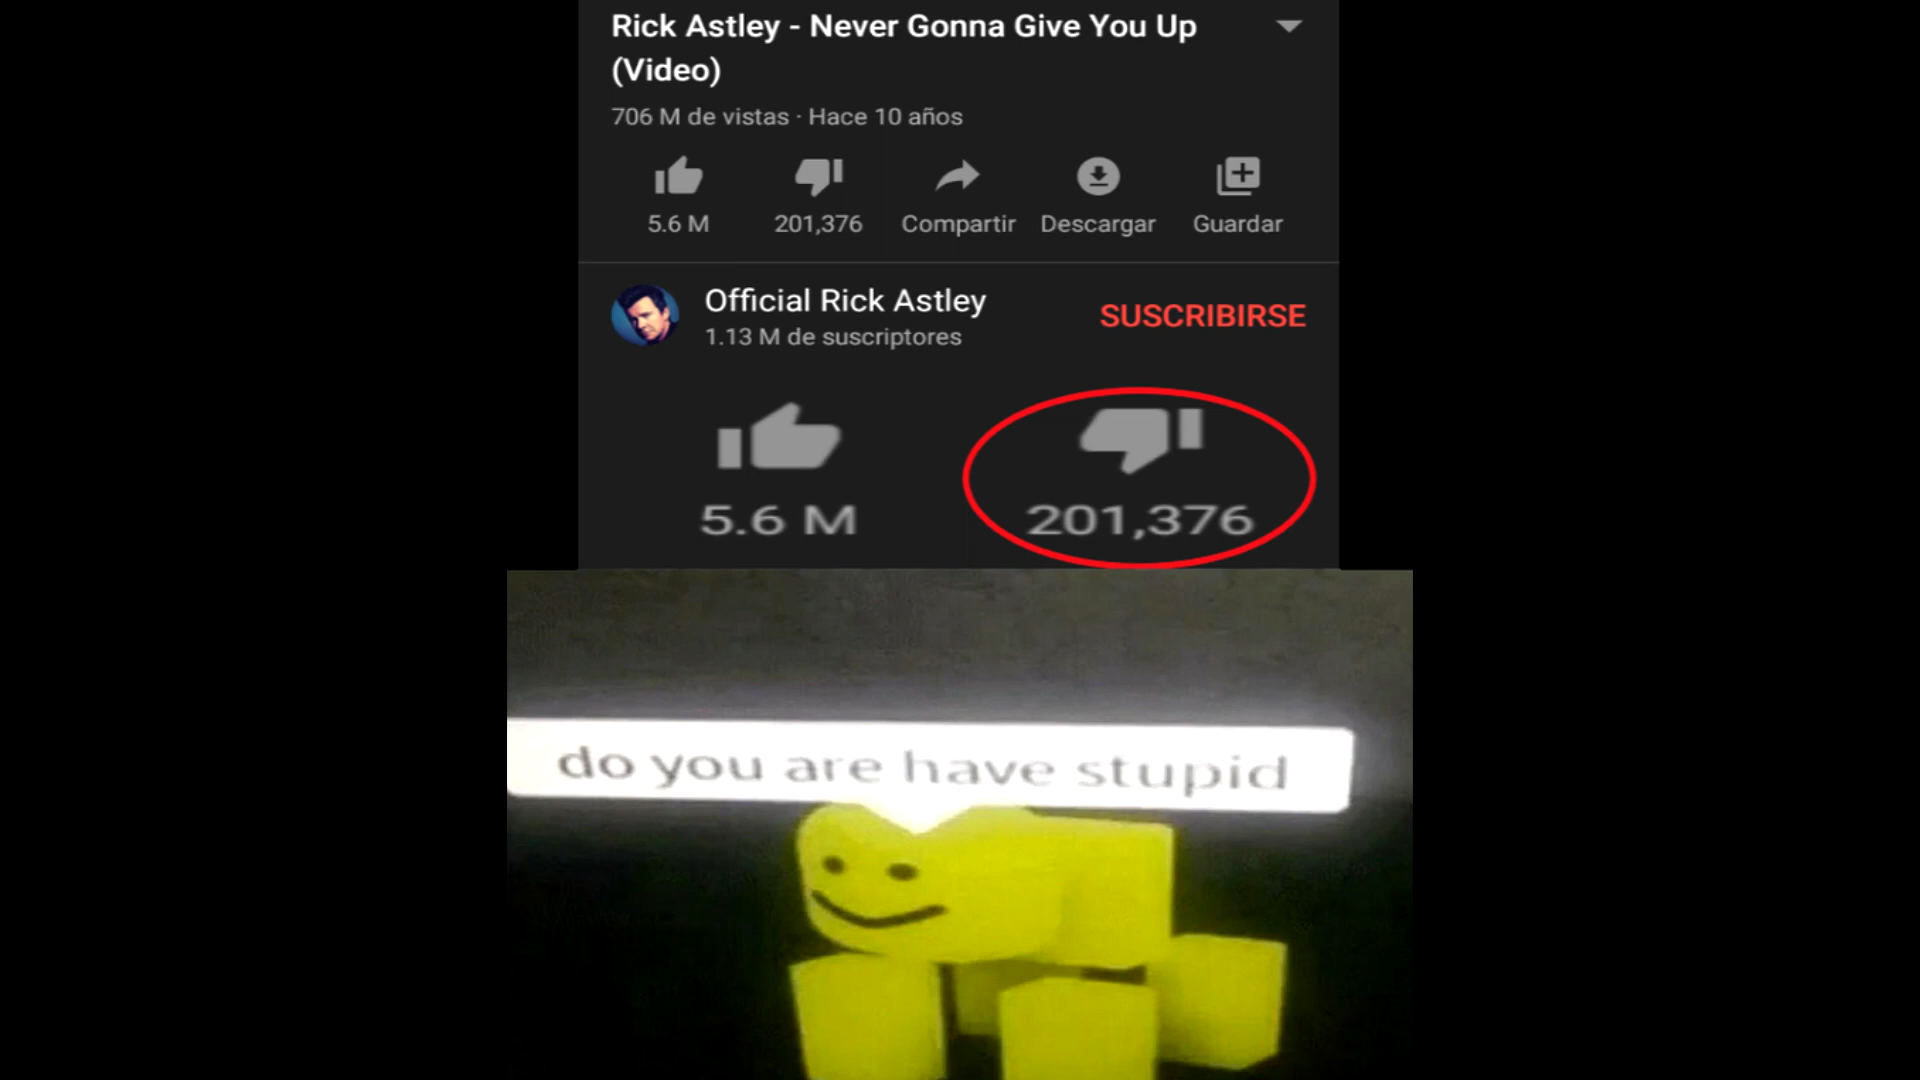 Rick Astley - Never Gonna Give You Up
(Video)
706 M de vistas · Hace 10 años
5.6 M 201,376 Compartir Descargar Guardar
Official Rick Astley SUSCRIBIRSE
1.13 M de suscriptores
5.6 M 201,376
do you are have stupid